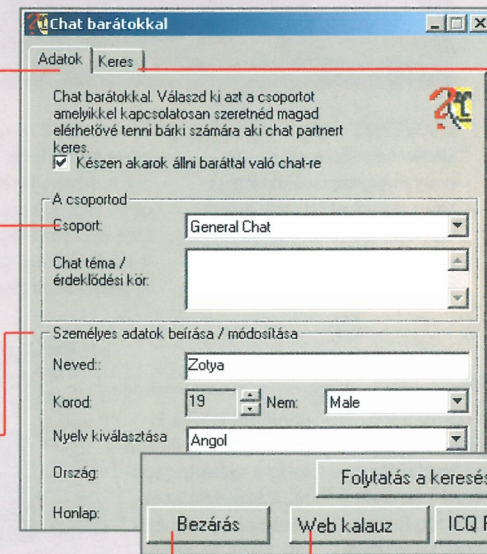 Chat barátokkal
Adatok Keres
Chat barátokkal. Válaszd ki azt a csoportot
amelyikkel kapcsolatosan szeretnéd magad
elérhetővé tenni bárki számára aki chat partnert
keres.
Készen akarok állni baráttal való chat-re
A csoportod
Csoport: General Chat
Chat téma /
érdeklődési kör:
Személyes adatok beírása / módosítása
Neved:: Zotya
Korod: 19 Nem: Male
Nyelv kiválasztása Angol
Ország:
Folytatás a keresés
Honlap:
Bezárás Web kalauz ICQ